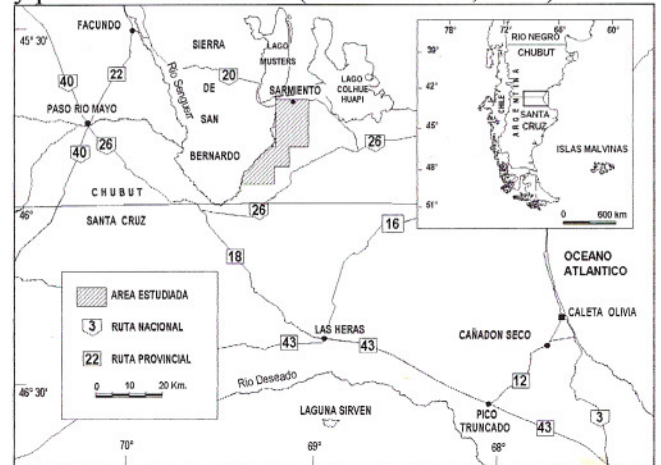 FACUNDO
45° 30'
40
22
SIERRA
20
DE
SAN
BERNARDO
Rio Senguerr
LAGO
MUSTERS
SARMIENTO
LAGO
COLHUE
HUAPI
PASO RIO MAYO
40
26
26
CHUBUT
46°
SANTA CRUZ
26
18
16
78°
72°
66°
60°
39°
42°
45°
48°
51°
RIO NEGRO
CHUBUT
CHILE
ARGENTINA
SANTA
CRUZ
ISLAS MALVINAS
0 600 km
OCEANO
ATLANTICO
CALETA OLIVIA
CAÑADON SECO
AREA ESTUDIADA
3 RUTA NACIONAL
22 RUTA PROVINCIAL
0 10 20 Km.
LAS HERAS
43
43
12
Rio Deseado
46° 30'
LAGUNA SIRVEN
PICO
TRUNCADO
43
3
70°
69°
68°